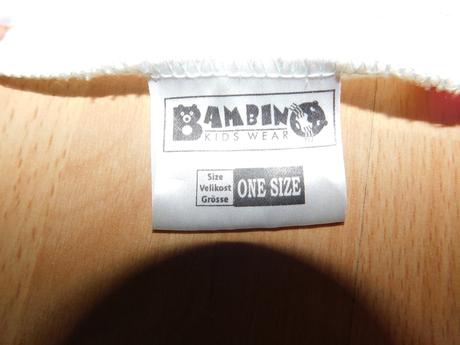 BAMBINO
KIDS WEAR
Size
Velikost
Grösse
ONE SIZE